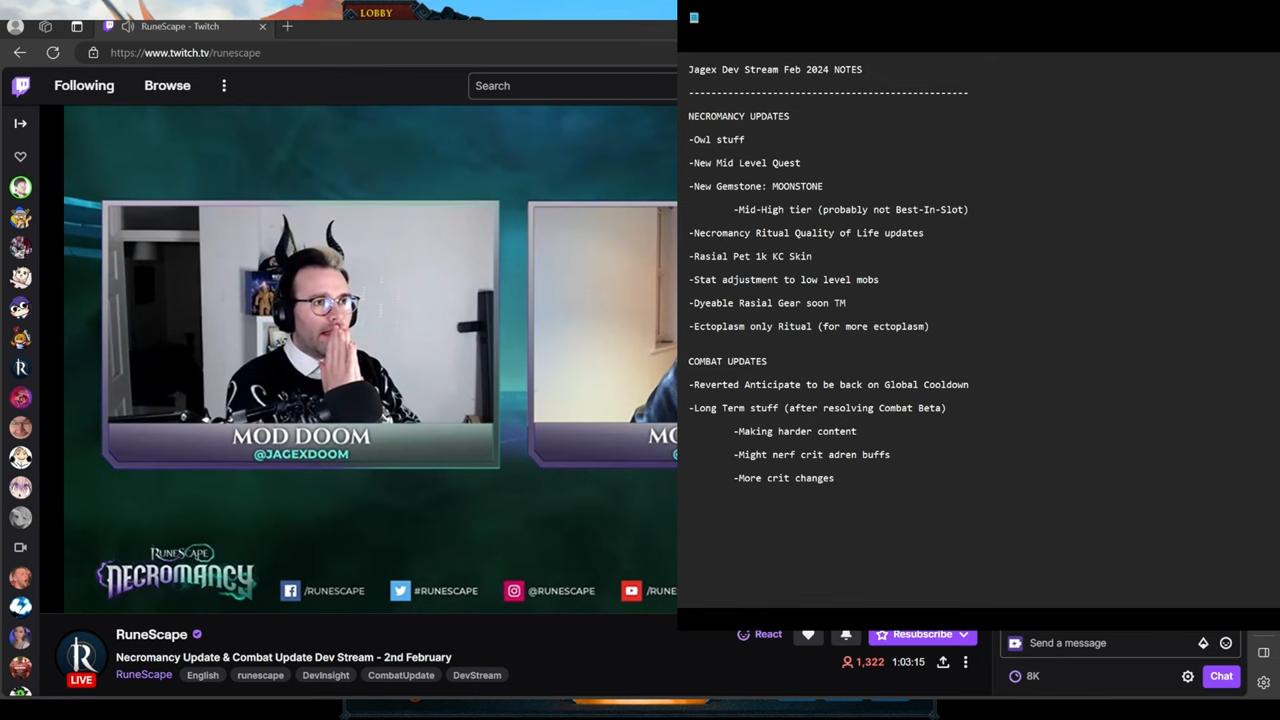 LOBBY
RuneScape - Twitch
https://www.twitch.tv/runescape
Following
Browse
Search
MOD DOOM
@JAGEXDOOM
RUNESCAPE
NECROMANCY
/RUNESCAPE
#RUNESCAPE
@RUNESCAPE
RuneScape
Necromancy Update & Combat Update Dev Stream - 2nd February
LIVE
RuneScape
English
runescape
DevInsight
CombatUpdate
DevStream
Jagex Dev Stream Feb 2024 NOTES
------------------------------------------------
NECROMANCY UPDATES
-Owl stuff
-New Mid Level Quest
-New Gemstone: MOONSTONE
-Mid-High tier (probably not Best-In-Slot)
-Necromancy Ritual Quality of Life updates
-Rasial Pet 1k KC Skin
-Stat adjustment to low level mobs
-Dyeable Rasial Gear soon TM
-Ectoplasm only Ritual (for more ectoplasm)
COMBAT UPDATES
-Reverted Anticipate to be back on Global Cooldown
-Long Term stuff (after resolving Combat Beta)
-Making harder content
-Might nerf crit adren buffs
-More crit changes
React
Resubscribe
1,322
1:03:15
Send a message
8K
Chat